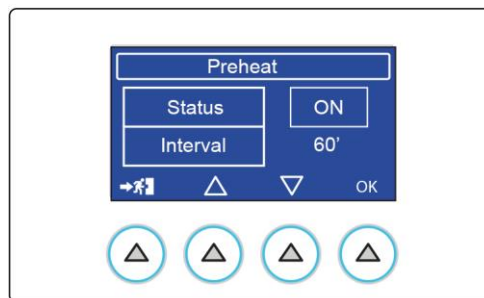 Preheat
Status ON
Interval 60’
OK